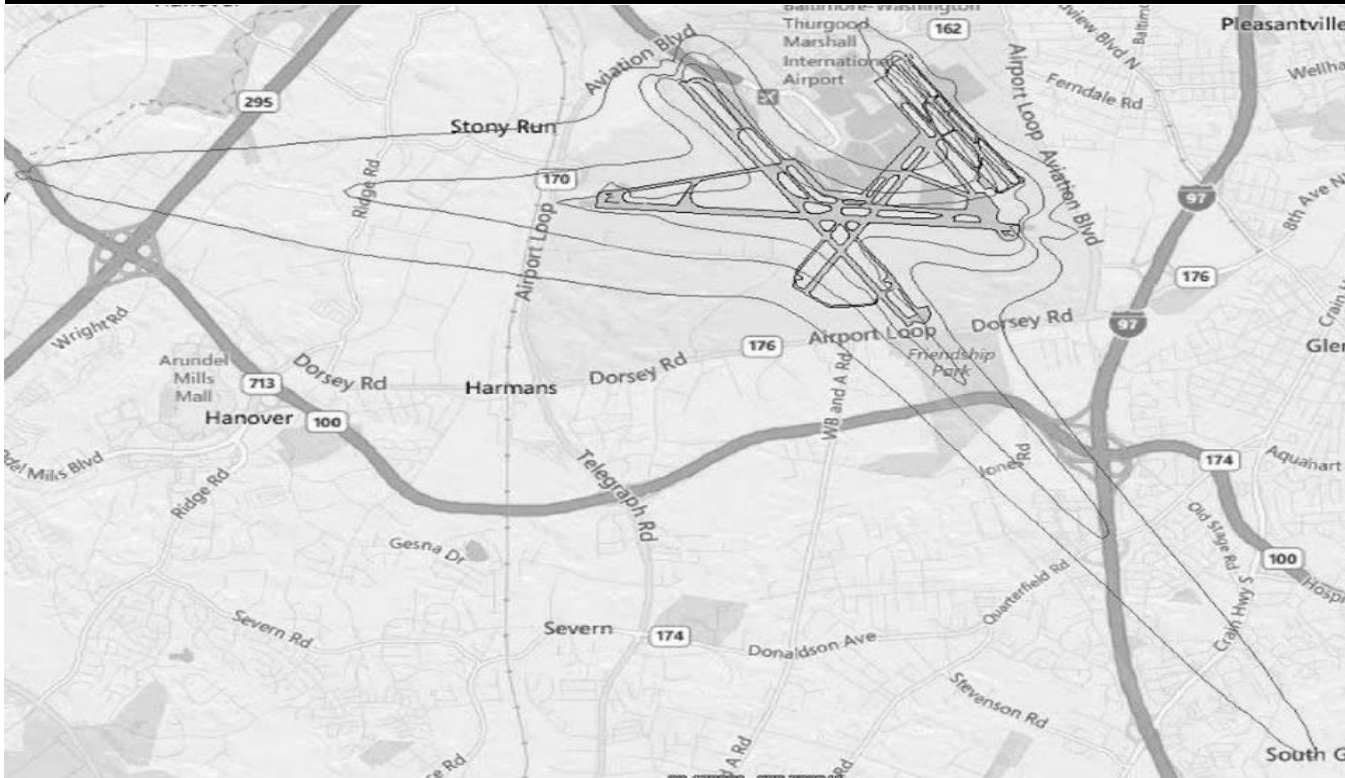 Hanover
Baltimore-Washington
Thurgood
Marshall
International
Airport
162
Pleasantville
Aviation Blvd
Airport Loop
Ferndale Rd
295
Stony Run
Ridge Rd
170
Airport Loop
Aviation Blvd
97
8th Ave
176
Wright Rd
Arundel
Mills
Mall
713
Dorsey Rd
Hanover
100
Harmans
Dorsey Rd
176
Airport Loop
Dorsey Rd
97
Friendship
Park
WB and A Rd
Ridge Rd
Telegraph Rd
174
Aquahart
Gesna Dr
Old Stage Rd
100
Quarterfield Rd
Crain Hwy S
Severn Rd
Severn
174
Donaldson Ave
Stevenson Rd
South G